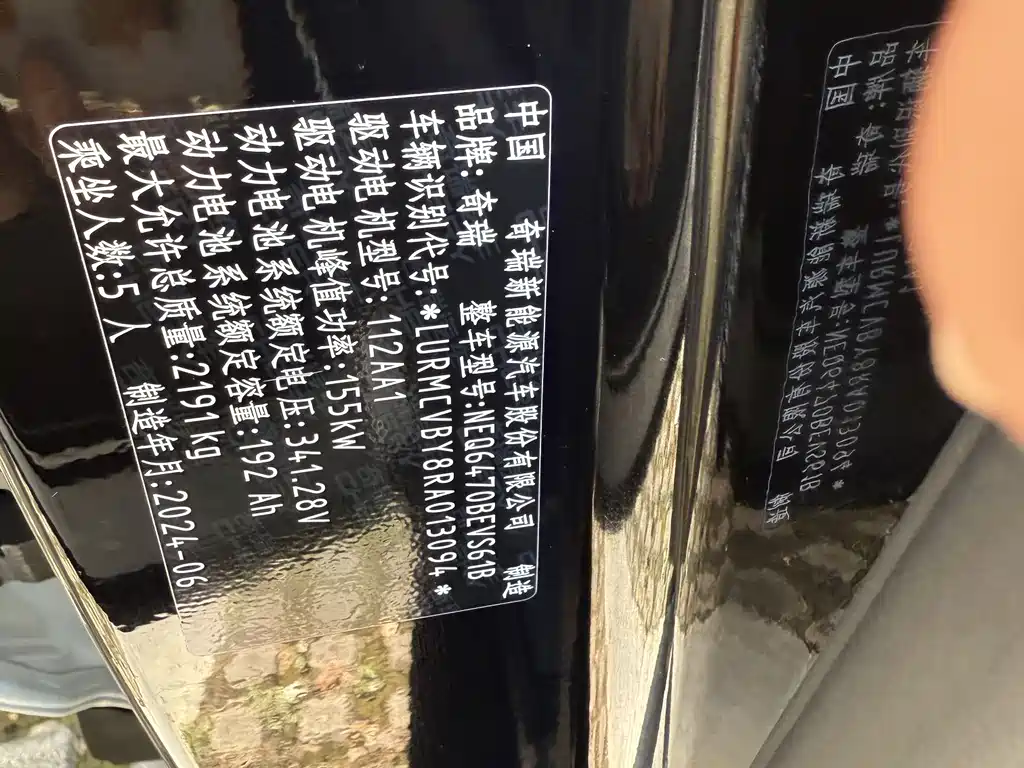 中国 奇瑞新能源汽车股份有限公司 制造
品牌:奇瑞 整车型号:NEQ6470BEVS61B
车辆识别代号:*LURMCVBY8RA013094*
驱动电机型号:112AA1
驱动电机峰值功率:155kW
动力电池系统额定电压:341.28V
动力电池系统额定容量:192 Ah
最大允许总质量:2191kg
乘坐人数:5 人 制造年月:2024-06